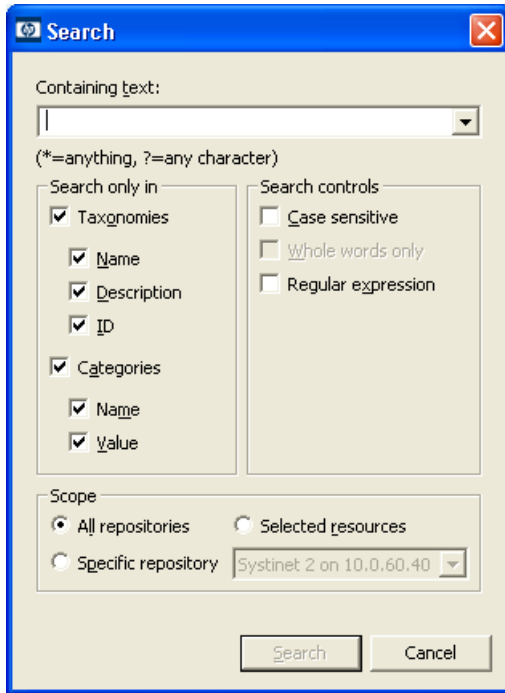 Search
Containing text:
(*=anything, ?=any character)
Search only in
Taxonomies
Name
Description
ID
Categories
Name
Value
Search controls
Case sensitive
Whole words only
Regular expression
Scope
All repositories
Selected resources
Specific repository
Systinet 2 on 10.0.60.40
Search
Cancel